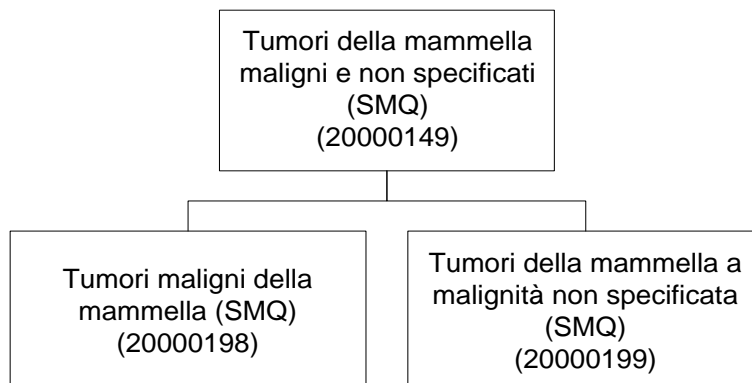 Tumori della mammella
maligni e non specificati
(SMQ)
(20000149)
Tumori maligni della
mammella (SMQ)
(20000198)
Tumori della mammella a
malignità non specificata
(SMQ)
(20000199)